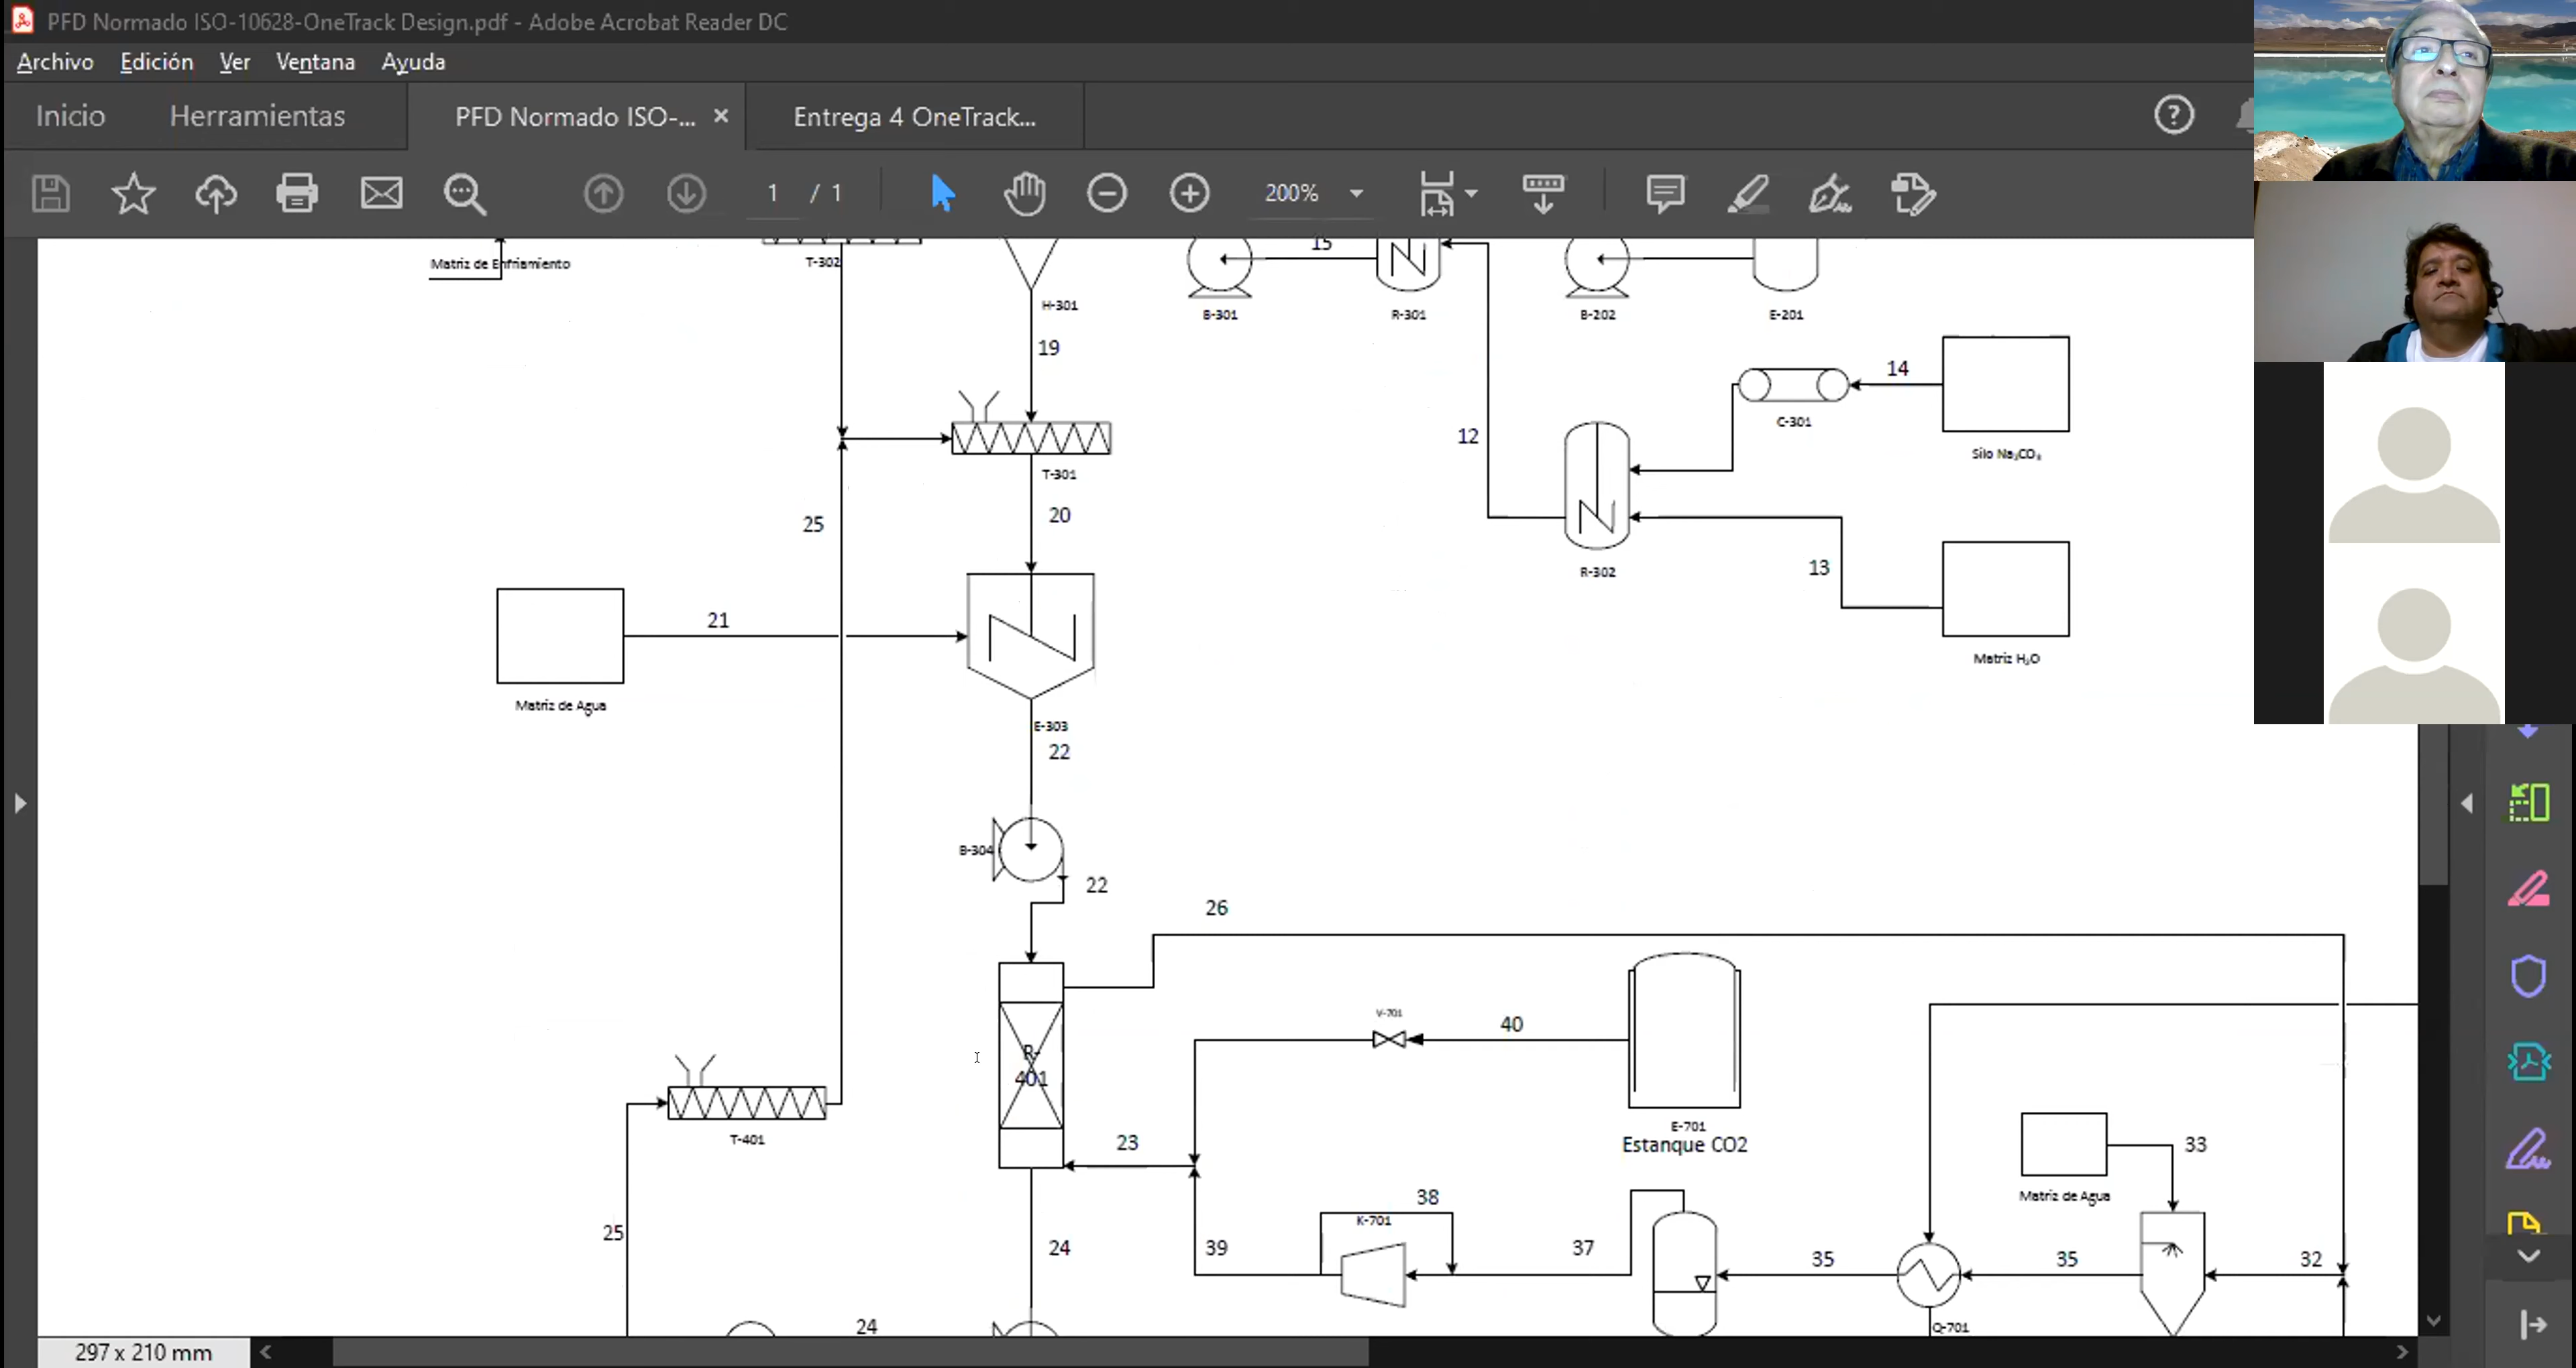 PFD Normado ISO-10628-OneTrack Design.pdf - Adobe Acrobat Reader DC
Archivo Edición Ver Ventana Ayuda
Inicio Herramientas PFD Normado ISO-... × Entrega 4 OneTrack...
1 / 1 200%
Matriz de Enfriamiento
T-302
15
H-301
B-301
R-301
B-202
E-201
19
14
C-301
12
Silo Na₂CO₃
T-301
20
25
R-302
13
21
Matriz H₂O
Matriz de Agua
E-303
22
B-304
22
26
V-701
40
R-
401
E-701
Estanque CO2
T-401
23
33
Matriz de Agua
38
K-701
25
24
39
37
35
35
32
24
Q-701
297 x 210 mm